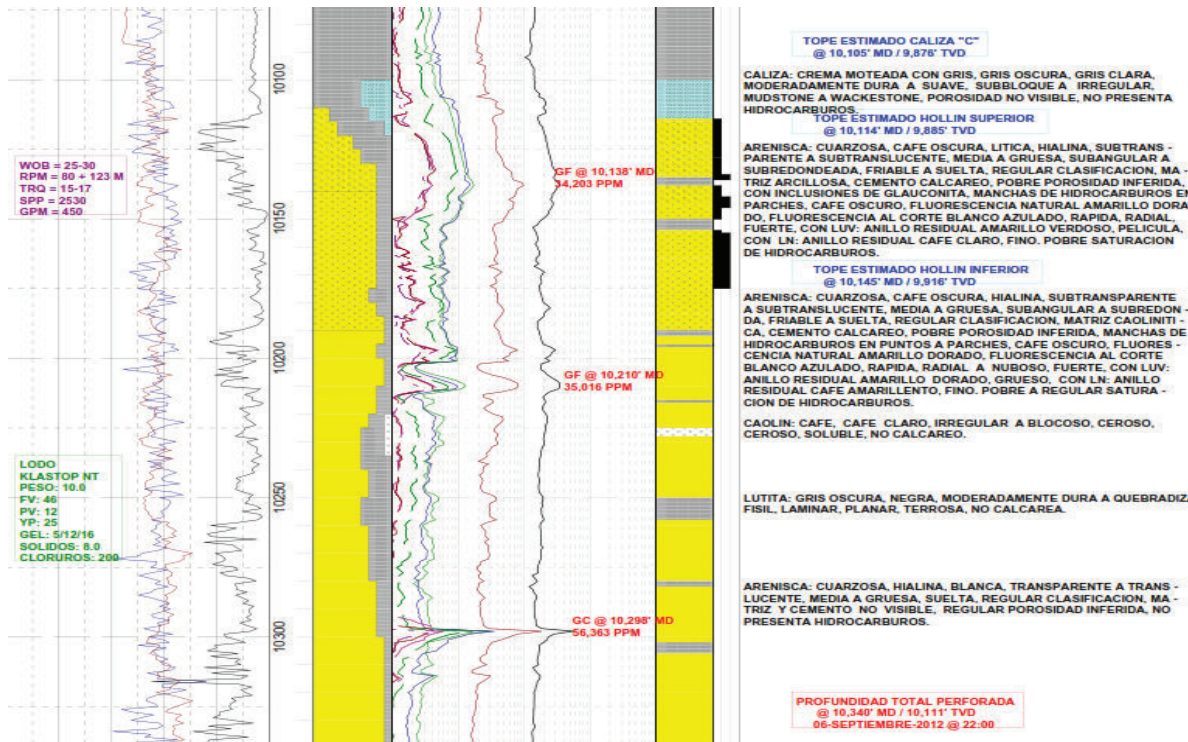 WOB = 25-30
RPM = 80 + 123 M
TRQ = 15-17
SPP = 2530
GPM = 450
LODO
KLASTOP NT
PESO: 10.0
FV: 46
PV: 12
YP: 25
GEL: 5/12/16
SOLIDOS: 8.0
CLORUROS: 200
10100
10150
10200
10250
10300
GF @ 10,138' MD
34,203 PPM
GF @ 10,210' MD
35,016 PPM
GC @ 10,298' MD
56,363 PPM
TOPE ESTIMADO CALIZA "C"
@ 10,105' MD / 9,876' TVD
CALIZA: CREMA MOTEADA CON GRIS, GRIS OSCURA, GRIS CLARA,
MODERADAMENTE DURA A SUAVE, SUBBLOQUE A IRREGULAR,
MUDSTONE A WACKESTONE, POROSIDAD NO VISIBLE, NO PRESENTA
HIDROCARBUROS.
TOPE ESTIMADO HOLLIN SUPERIOR
@ 10,114' MD / 9,885' TVD
ARENISCA: CUARZOSA, CAFE OSCURA, LITICA, HIALINA, SUBTRANS -
PARENTE A SUBTRANSLUCENTE, MEDIA A GRUESA, SUBANGULAR A
SUBREDONDEADA, FRIABLE A SUELTA, REGULAR CLASIFICACION, MA -
TRIZ ARCILLOSA, CEMENTO CALCAREO, POBRE POROSIDAD INFERIDA,
CON INCLUSIONES DE GLAUCONITA, MANCHAS DE HIDROCARBUROS EN
PARCHES, CAFE OSCURO, FLUORESCENCIA NATURAL AMARILLO DORA
DO, FLUORESCENCIA AL CORTE BLANCO AZULADO, RAPIDA, RADIAL,
FUERTE, CON LUV: ANILLO RESIDUAL AMARILLO VERDOSO, PELICULA,
CON LN: ANILLO RESIDUAL CAFE CLARO, FINO. POBRE SATURACION
DE HIDROCARBUROS.
TOPE ESTIMADO HOLLIN INFERIOR
@ 10,145' MD / 9,916' TVD
ARENISCA: CUARZOSA, CAFE OSCURA, HIALINA, SUBTRANSPARENTE
A SUBTRANSLUCENTE, MEDIA A GRUESA, SUBANGULAR A SUBREDON -
DA, FRIABLE A SUELTA, REGULAR CLASIFICACION, MATRIZ CAOLINITI -
CA, CEMENTO CALCAREO, POBRE POROSIDAD INFERIDA, MANCHAS DE
HIDROCARBUROS EN PUNTOS A PARCHES, CAFE OSCURO, FLUORES -
CENCIA NATURAL AMARILLO DORADO, FLUORESCENCIA AL CORTE
BLANCO AZULADO, RAPIDA, RADIAL A NUBOSO, FUERTE, CON LUV:
ANILLO RESIDUAL AMARILLO DORADO, GRUESO, CON LN: ANILLO
RESIDUAL CAFE AMARILLENTO, FINO. POBRE A REGULAR SATURA -
CION DE HIDROCARBUROS.
CAOLIN: CAFE, CAFE CLARO, IRREGULAR A BLOCOSO, CEROSO,
CEROSO, SOLUBLE, NO CALCAREO.
LUTITA: GRIS OSCURA, NEGRA, MODERADAMENTE DURA A QUEBRADIZA
FISIL, LAMINAR, PLANAR, TERROSA, NO CALCAREA.
ARENISCA: CUARZOSA, HIALINA, BLANCA, TRANSPARENTE A TRANS -
LUCENTE, MEDIA A GRUESA, SUELTA, REGULAR CLASIFICACION, MA -
TRIZ Y CEMENTO NO VISIBLE, REGULAR POROSIDAD INFERIDA, NO
PRESENTA HIDROCARBUROS.
PROFUNDIDAD TOTAL PERFORADA
@ 10,340' MD / 10,111' TVD
06-SEPTIEMBRE-2012 @ 22:00